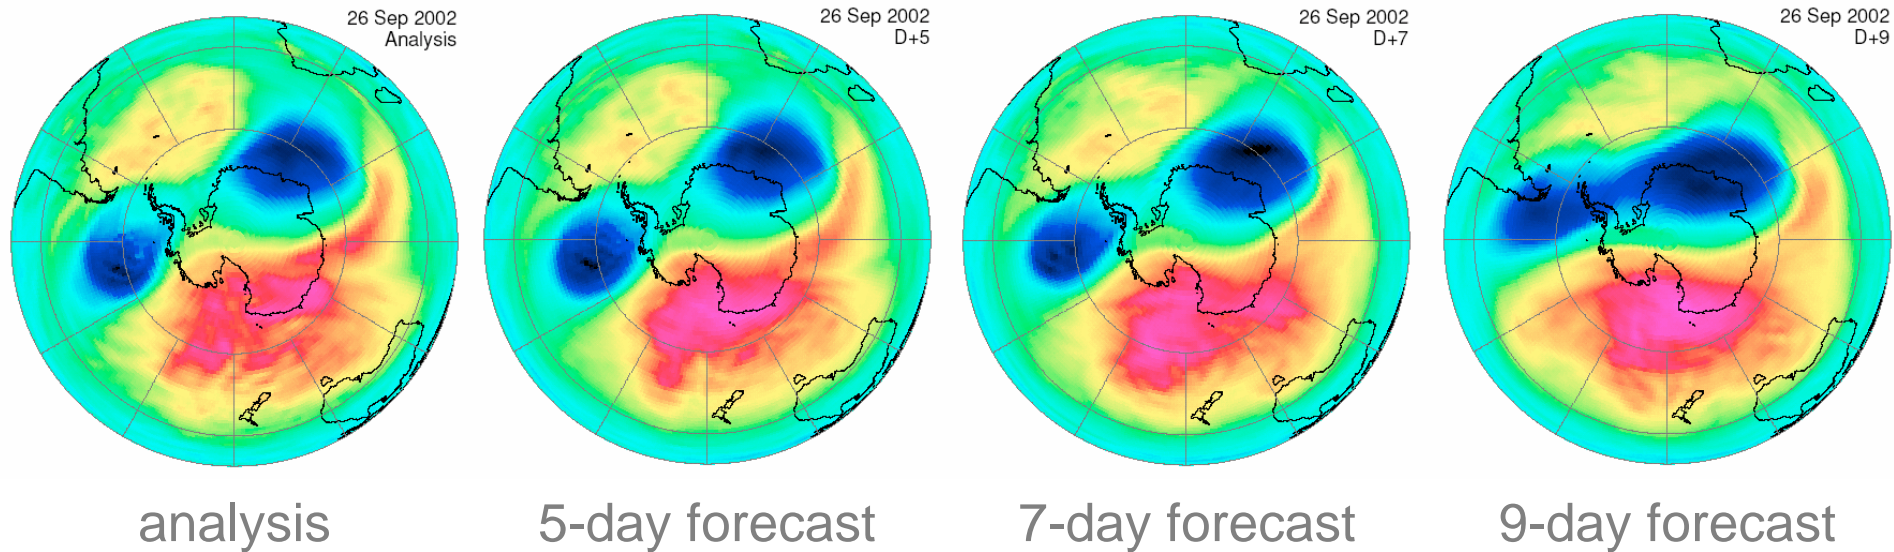 26 Sep 2002
Analysis
26 Sep 2002
D+5
26 Sep 2002
D+7
26 Sep 2002
D+9
analysis
5-day forecast
7-day forecast
9-day forecast